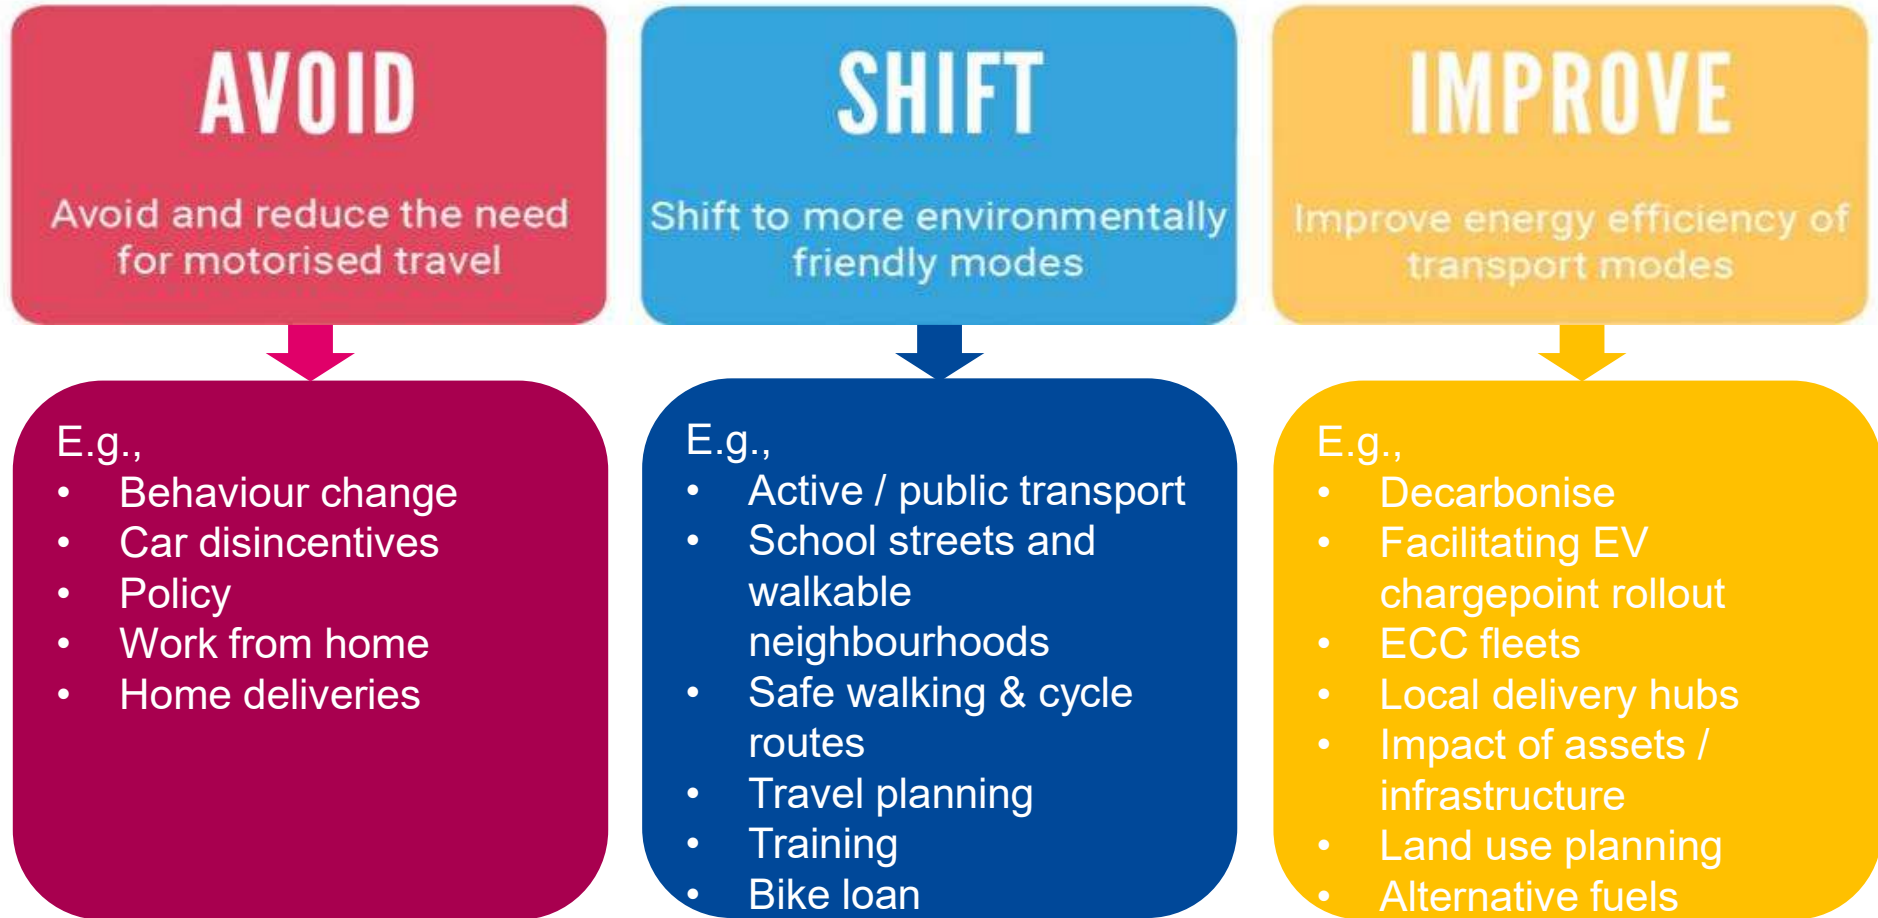 AVOID
Avoid and reduce the need
for motorised travel
E.g.,
• Behaviour change
• Car disincentives
• Policy
• Work from home
• Home deliveries
SHIFT
Shift to more environmentally
friendly modes
E.g.,
• Active / public transport
• School streets and
walkable
neighbourhoods
• Safe walking & cycle
routes
• Travel planning
• Training
• Bike loan
IMPROVE
Improve energy efficiency of
transport modes
E.g.,
• Decarbonise
• Facilitating EV
chargepoint rollout
• ECC fleets
• Local delivery hubs
• Impact of assets /
infrastructure
• Land use planning
• Alternative fuels